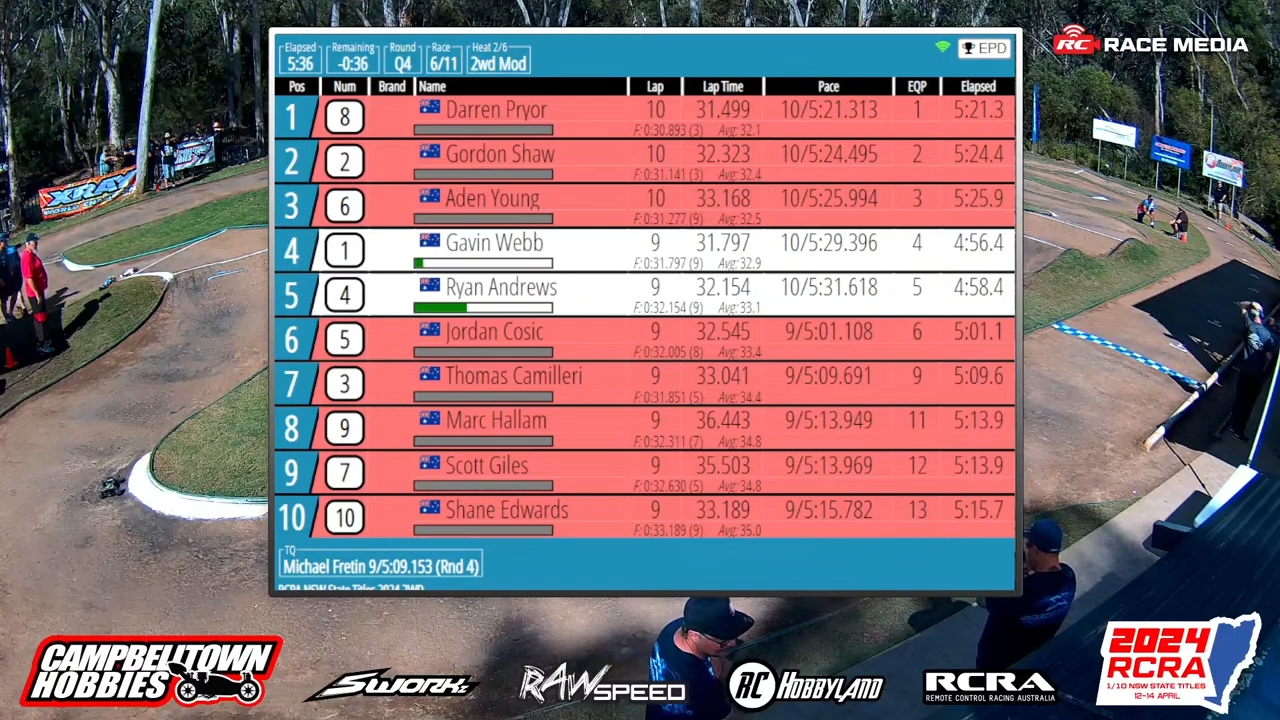 RC RACE MEDIA
Elapsed Remaining Round Race Heat 2/6
5:36 -0:36 Q4 6/11 2wd Mod
EPD
Pos Num Brand Name Lap Lap Time Pace EQP Elapsed
1 8 Darren Pryor 10 31.499 10/5:21.313 1 5:21.3
F: 0:30.893 (3) Avg: 32.1
2 2 Gordon Shaw 10 32.323 10/5:24.495 2 5:24.4
F: 0:31.141 (3) Avg: 32.4
3 6 Aden Young 10 33.168 10/5:25.994 3 5:25.9
F: 0:31.277 (9) Avg: 32.5
4 1 Gavin Webb 9 31.797 10/5:29.396 4 4:56.4
F: 0:31.797 (9) Avg: 32.9
5 4 Ryan Andrews 9 32.154 10/5:31.618 5 4:58.4
F: 0:32.154 (9) Avg: 33.1
6 5 Jordan Cosic 9 32.545 9/5:01.108 6 5:01.1
F: 0:32.005 (8) Avg: 33.4
7 3 Thomas Camilleri 9 33.041 9/5:09.691 9 5:09.6
F: 0:31.851 (5) Avg: 34.4
8 9 Marc Hallam 9 36.443 9/5:13.949 11 5:13.9
F: 0:32.311 (7) Avg: 34.8
9 7 Scott Giles 9 35.503 9/5:13.969 12 5:13.9
F: 0:32.630 (5) Avg: 34.8
10 10 Shane Edwards 9 33.189 9/5:15.782 13 5:15.7
F: 0:33.189 (9) Avg: 35.0
TQ
Michael Fretin 9/5:09.153 (Rnd 4)
RCRA NSW State Titles 2024 2WD
XRAY
CAMPBELLTOWN
HOBBIES
SWORKz
RAW SPEED
RC HOBBYLAND
RCRA
REMOTE CONTROL RACING AUSTRALIA
2024
RCRA
1/10 NSW STATE TITLES
12-14 APRIL